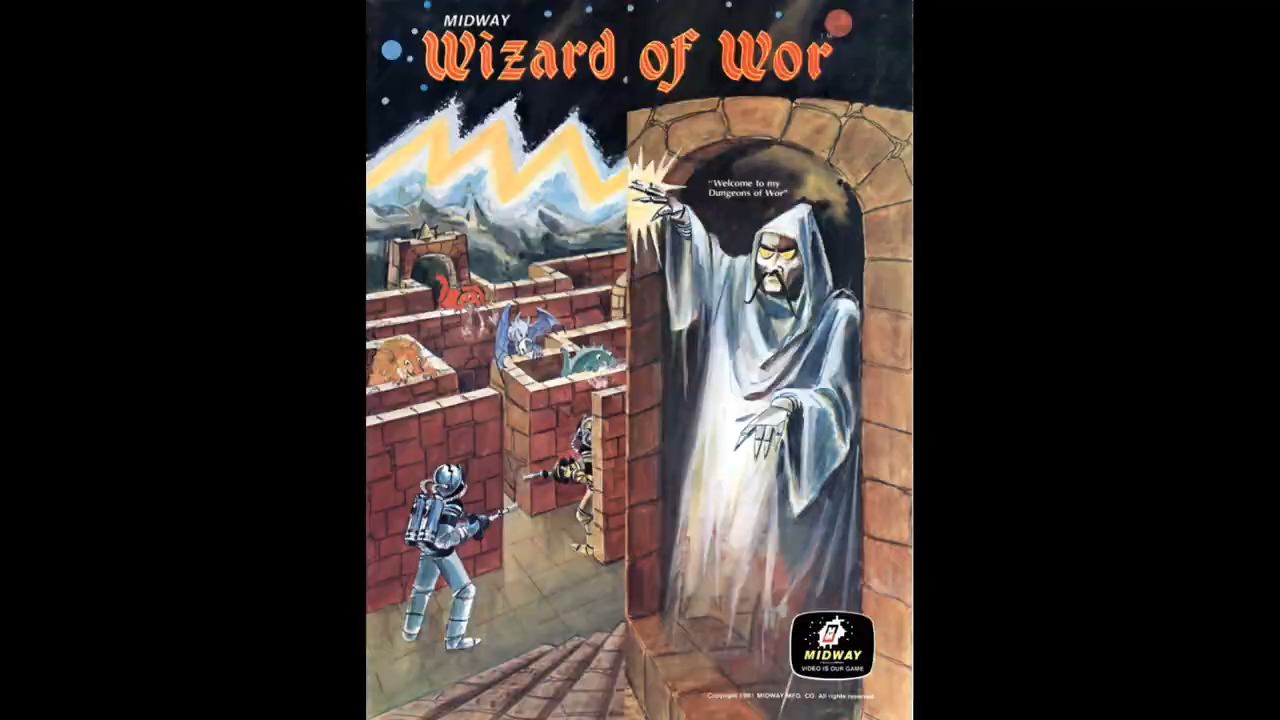 MIDWAY
Wizard of Wor
TM
"Welcome to my
Dungeons of Wor"
MIDWAY
VIDEO IS OUR GAME
Copyright 1981 MIDWAY MFG. CO. All rights reserved